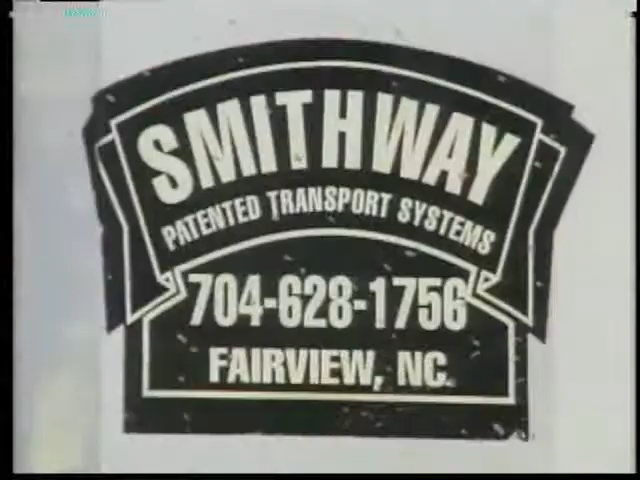 SMITHWAY
PATENTED TRANSPORT SYSTEMS
704-628-1756
FAIRVIEW, NC.